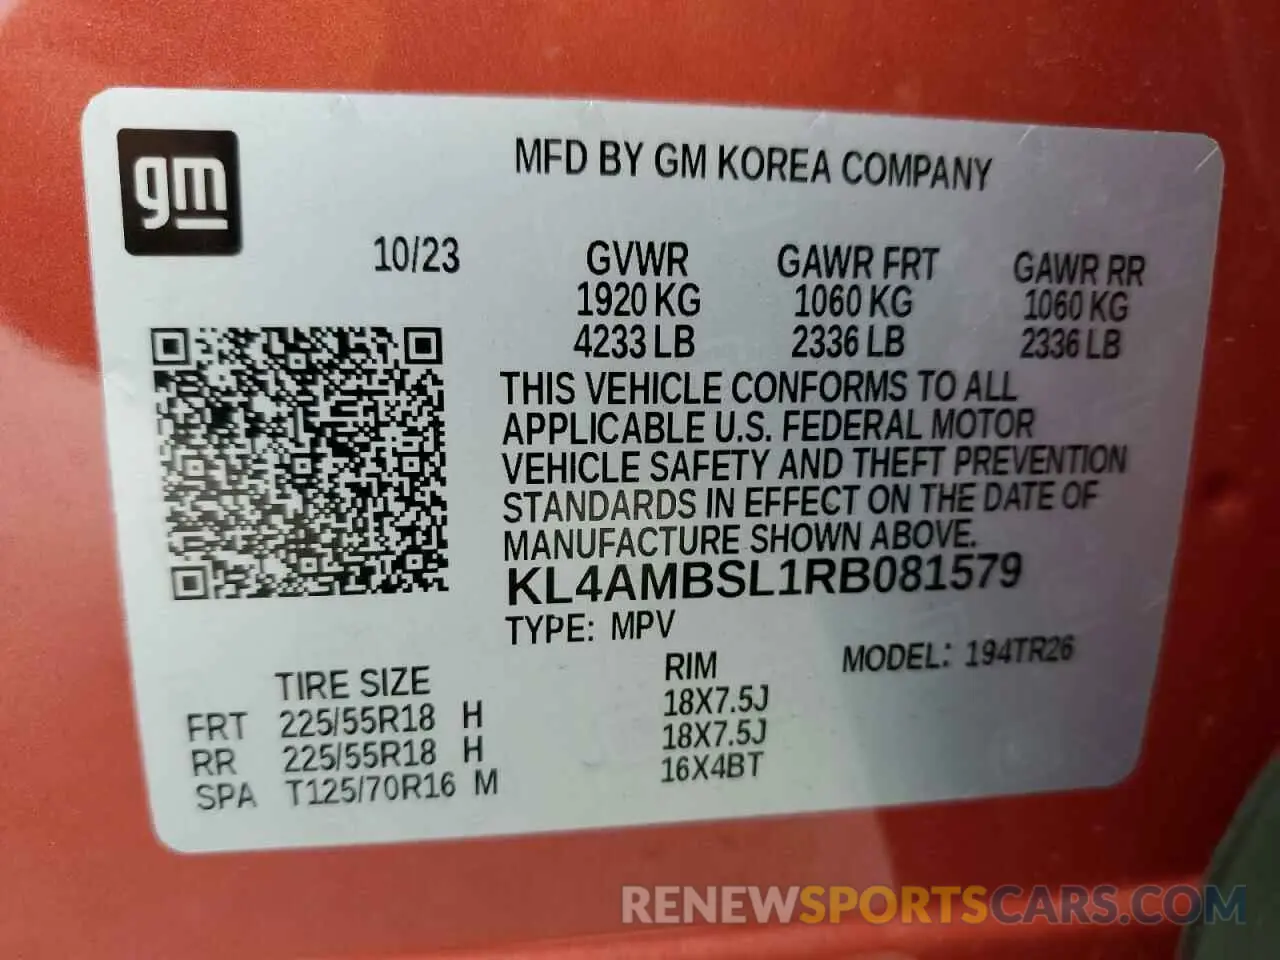 gm
MFD BY GM KOREA COMPANY
10/23 GVWR GAWR FRT GAWR RR
1920 KG 1060 KG 1060 KG
4233 LB 2336 LB 2336 LB
THIS VEHICLE CONFORMS TO ALL
APPLICABLE U.S. FEDERAL MOTOR
VEHICLE SAFETY AND THEFT PREVENTION
STANDARDS IN EFFECT ON THE DATE OF
MANUFACTURE SHOWN ABOVE.
KL4AMBSL1RB081579
TYPE: MPV
MODEL: 194TR26
TIRE SIZE RIM
FRT 225/55R18 H 18X7.5J
RR 225/55R18 H 18X7.5J
SPA T125/70R16 M 16X4BT
RENEWSPORTSCARS.COM